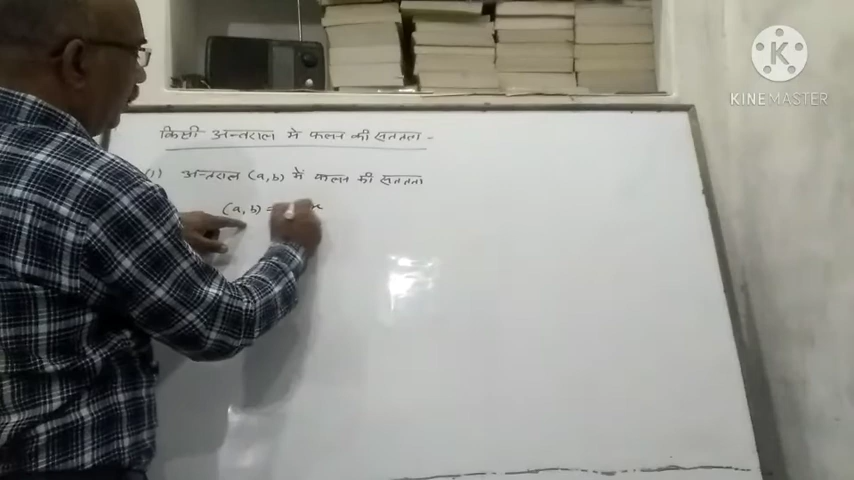 किसी अन्तराल में फलन की सततता -
(1) अन्तराल (a,b) में फलन की सततता
(a, b) = x
K
KINEMASTER